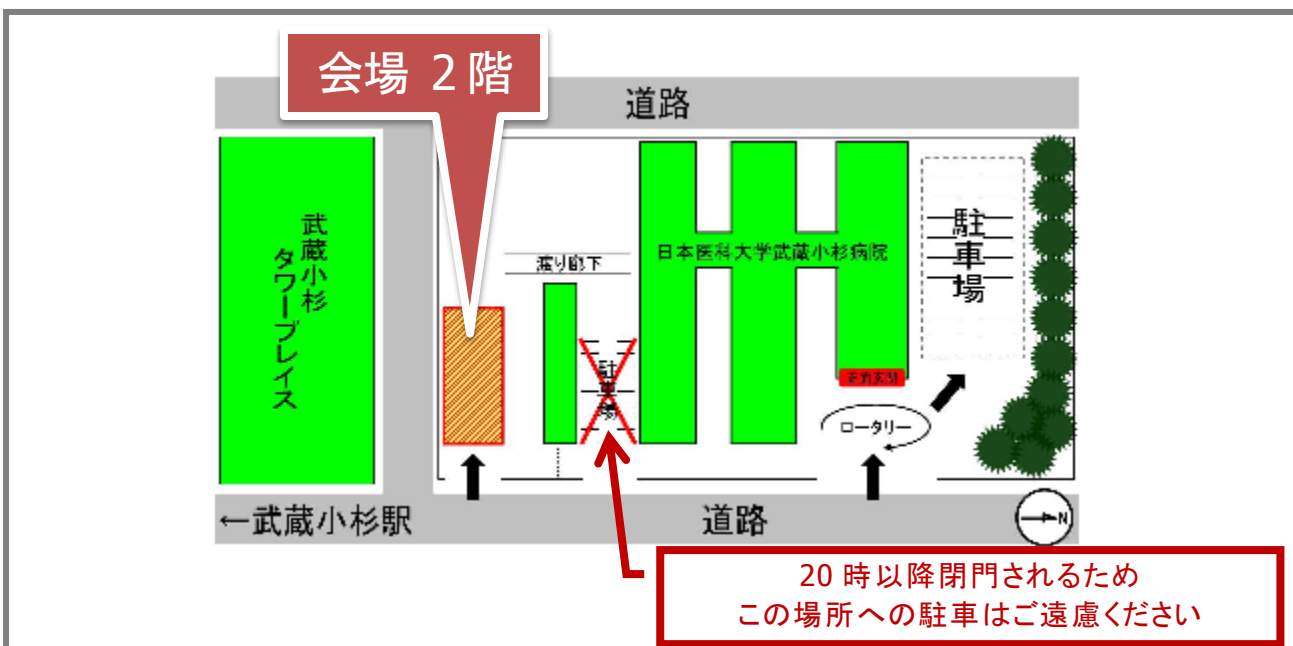 会場 2階
道路
武蔵小杉
タワープレイス
渡り廊下
日本医科大学武蔵小杉病院
駐車場
駐車場
正面玄関
ロータリー
←武蔵小杉駅
道路
N
20 時以降閉門されるため
この場所への駐車はご遠慮ください